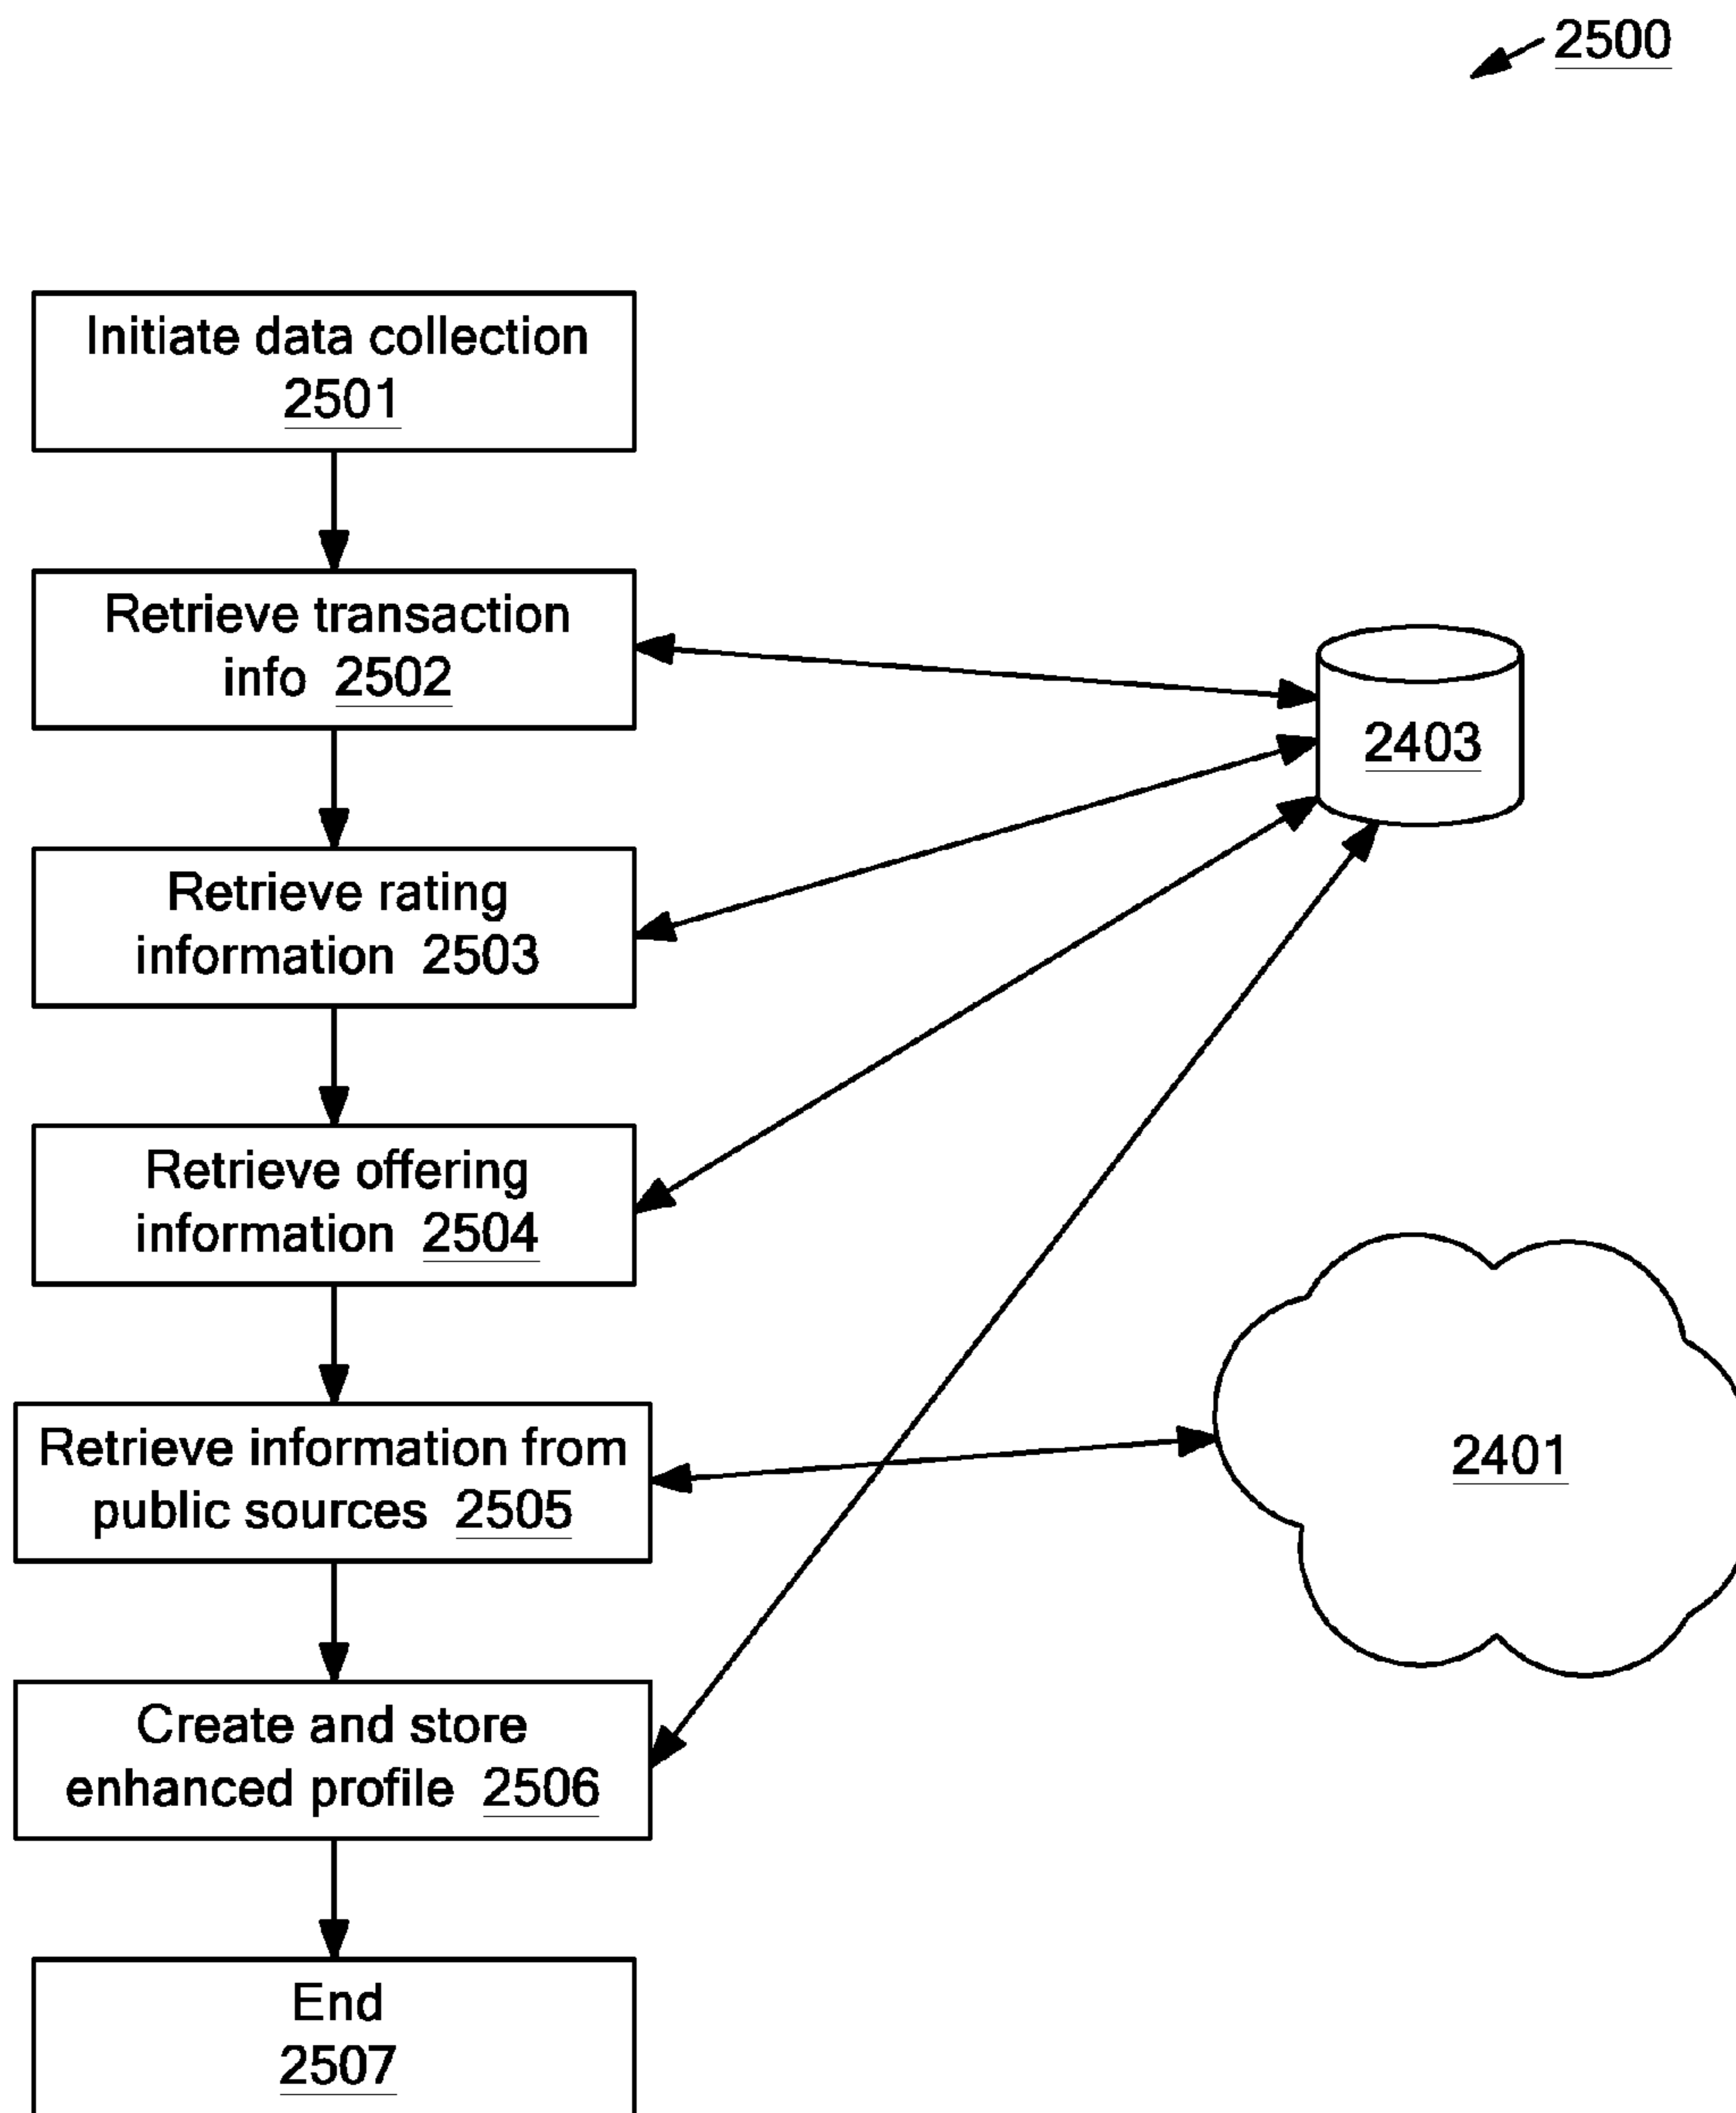 2500
Initiate data collection
2501
Retrieve transaction
info 2502
2403
Retrieve rating
information 2503
Retrieve offering
information 2504
Retrieve information from
public sources 2505
2401
Create and store
enhanced profile 2506
End
2507